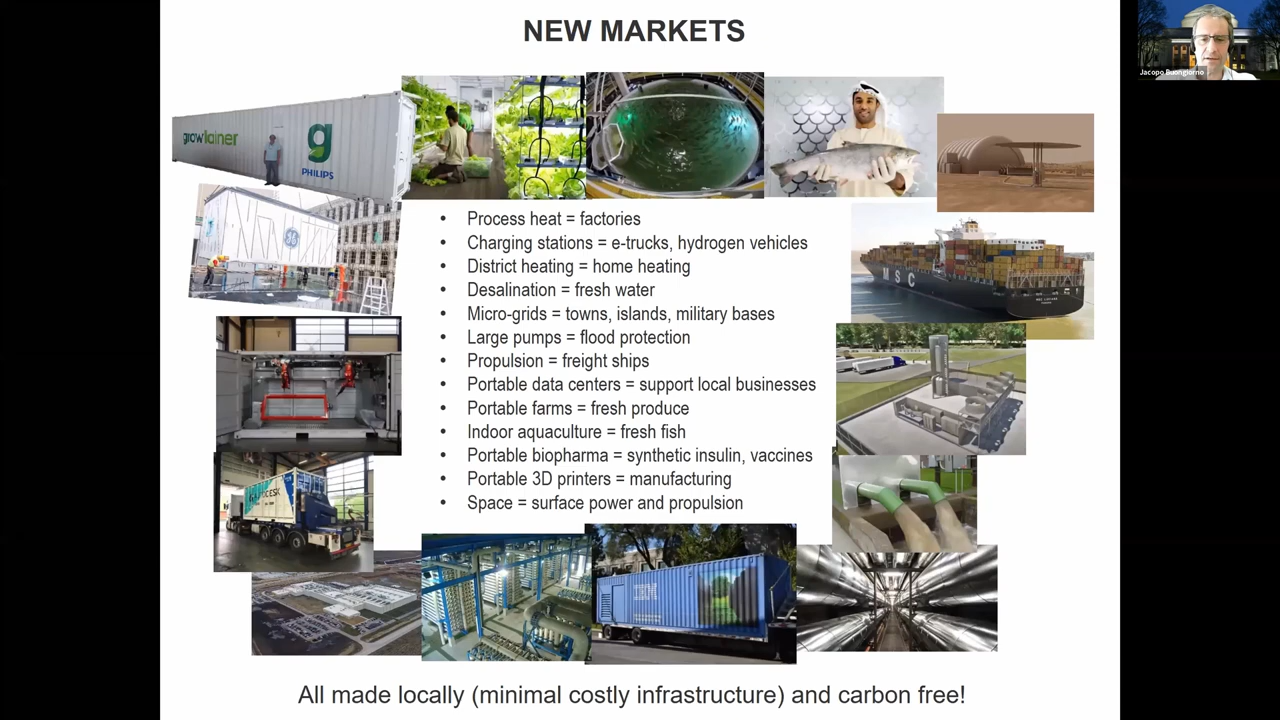 NEW MARKETS
Jacopo Buongiorno
growtainer
g
PHILIPS
GE
MSC
IBM
• Process heat = factories
• Charging stations = e-trucks, hydrogen vehicles
• District heating = home heating
• Desalination = fresh water
• Micro-grids = towns, islands, military bases
• Large pumps = flood protection
• Propulsion = freight ships
• Portable data centers = support local businesses
• Portable farms = fresh produce
• Indoor aquaculture = fresh fish
• Portable biopharma = synthetic insulin, vaccines
• Portable 3D printers = manufacturing
• Space = surface power and propulsion
All made locally (minimal costly infrastructure) and carbon free!